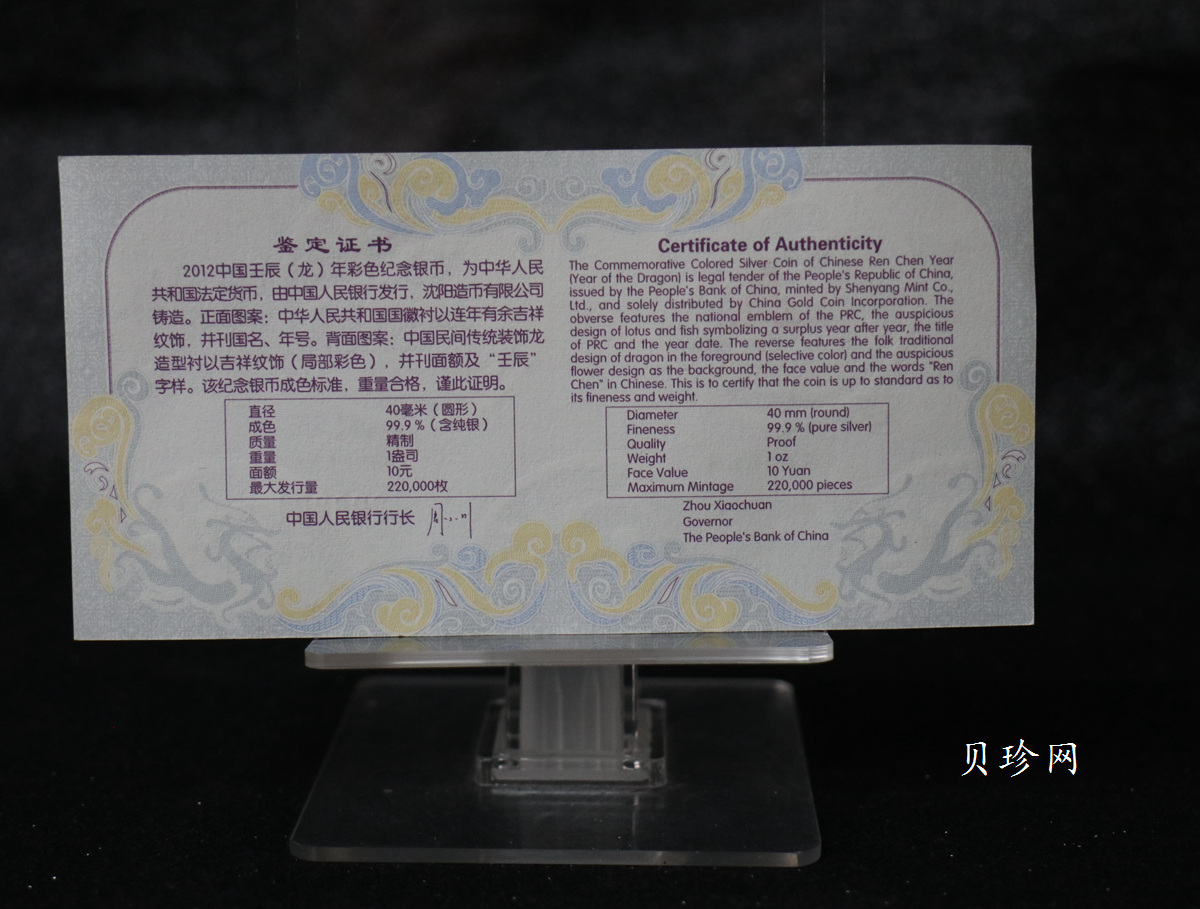 鉴定证书
2012中国壬辰（龙）年彩色纪念银币，为中华人民
共和国法定货币，由中国人民银行发行，沈阳造币有限公司
铸造。正面图案：中华人民共和国国徽衬以连年有余吉祥
纹饰，并刊国名、年号。背面图案：中国民间传统装饰龙
造型衬以吉祥纹饰（局部彩色），并刊面额及“壬辰”
字样。该纪念银币成色标准，重量合格，谨此证明。
直径 40毫米（圆形）
成色 99.9％（含纯银）
质量 精制
重量 1盎司
面额 10元
最大发行量 220,000枚
中国人民银行行长
Certificate of Authenticity
The Commemorative Colored Silver Coin of Chinese Ren Chen Year
(Year of the Dragon) is legal tender of the People's Republic of China,
issued by the People's Bank of China, minted by Shenyang Mint Co.,
Ltd., and solely distributed by China Gold Coin Incorporation. The
obverse features the national emblem of the PRC, the auspicious
design of lotus and fish symbolizing a surplus year after year, the title
of PRC and the year date. The reverse features the folk traditional
design of dragon in the foreground (selective color) and the auspicious
flower design as the background, the face value and the words "Ren
Chen" in Chinese. This is to certify that the coin is up to standard as to
its fineness and weight.
Diameter 40 mm (round)
Fineness 99.9 % (pure silver)
Quality Proof
Weight 1 oz
Face Value 10 Yuan
Maximum Mintage 220,000 pieces
Zhou Xiaochuan
Governor
The People's Bank of China
贝珍网